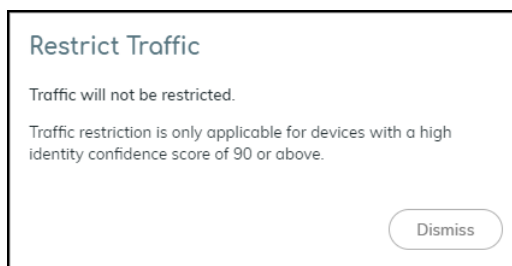 Restrict Traffic
Traffic will not be restricted.
Traffic restriction is only applicable for devices with a high
identity confidence score of 90 or above.
Dismiss